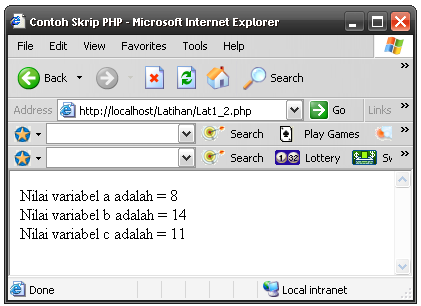 Contoh Skrip PHP - Microsoft Internet Explorer
File Edit View Favorites Tools Help
Back Search
Address http://localhost/Latihan/Lat1_2.php Go Links
Search Play Games
Search Lottery
Nilai variabel a adalah = 8
Nilai variabel b adalah = 14
Nilai variabel c adalah = 11
Done Local intranet